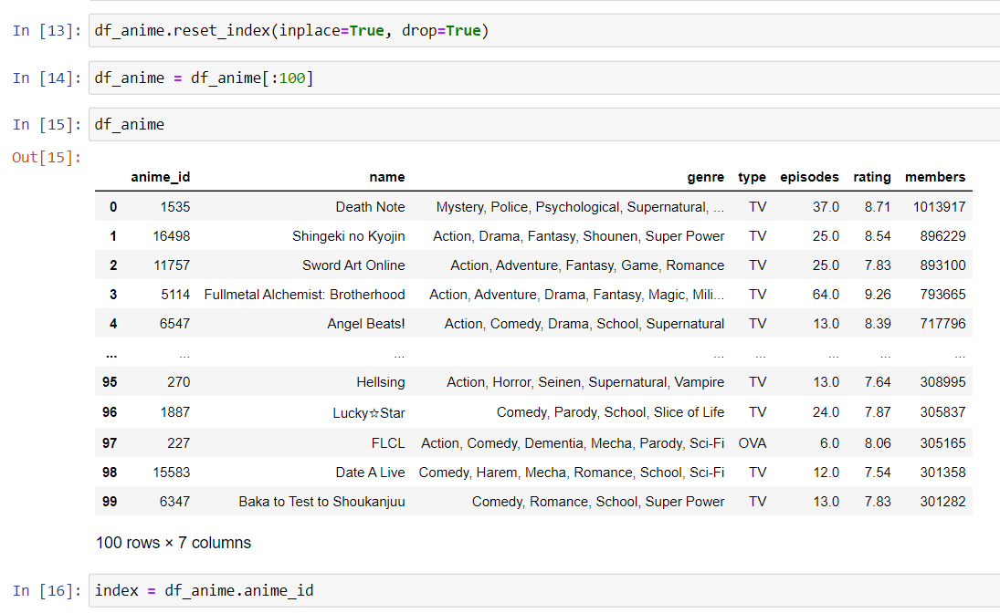 In [13]: df_anime.reset_index(inplace=True, drop=True)
In [14]: df_anime = df_anime[:100]
In [15]: df_anime
Out[15]:
anime_id name genre type episodes rating members
0 1535 Death Note Mystery, Police, Psychological, Supernatural, ... TV 37.0 8.71 1013917
1 16498 Shingeki no Kyojin Action, Drama, Fantasy, Shounen, Super Power TV 25.0 8.54 896229
2 11757 Sword Art Online Action, Adventure, Fantasy, Game, Romance TV 25.0 7.83 893100
3 5114 Fullmetal Alchemist: Brotherhood Action, Adventure, Drama, Fantasy, Magic, Mili... TV 64.0 9.26 793665
4 6547 Angel Beats! Action, Comedy, Drama, School, Supernatural TV 13.0 8.39 717796
... ... ... ... ... ... ... ...
95 270 Hellsing Action, Horror, Seinen, Supernatural, Vampire TV 13.0 7.64 308995
96 1887 Lucky☆Star Comedy, Parody, School, Slice of Life TV 24.0 7.87 305837
97 227 FLCL Action, Comedy, Dementia, Mecha, Parody, Sci-Fi OVA 6.0 8.06 305165
98 15583 Date A Live Comedy, Harem, Mecha, Romance, School, Sci-Fi TV 12.0 7.54 301358
99 6347 Baka to Test to Shoukanjuu Comedy, Romance, School, Super Power TV 13.0 7.83 301282
100 rows × 7 columns
In [16]: index = df_anime.anime_id